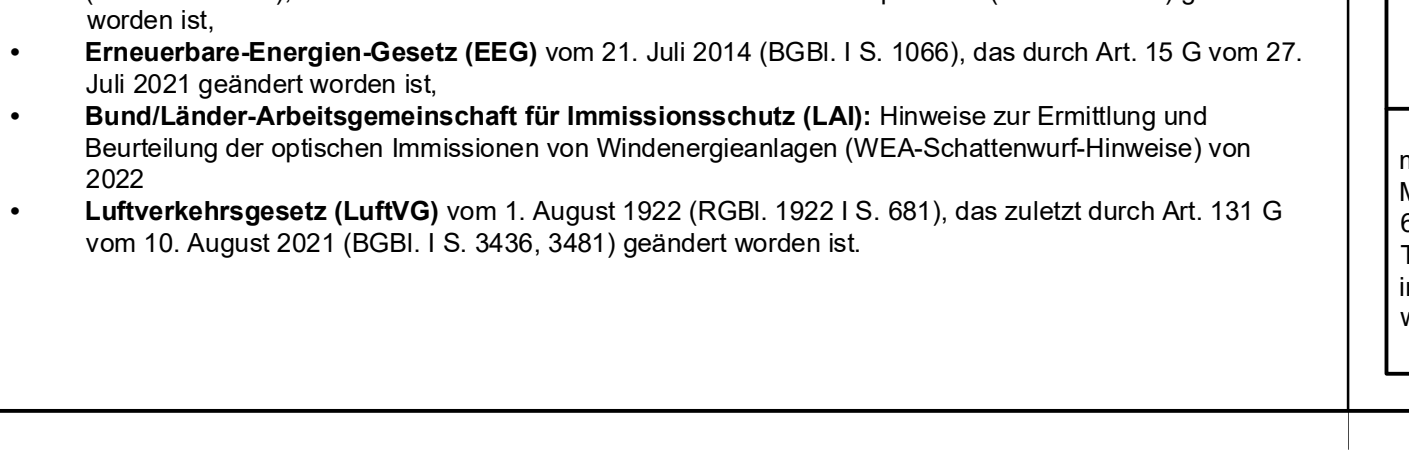 worden ist,
• Erneuerbare-Energien-Gesetz (EEG) vom 21. Juli 2014 (BGBl. I S. 1066), das durch Art. 15 G vom 27.
Juli 2021 geändert worden ist,
• Bund/Länder-Arbeitsgemeinschaft für Immissionsschutz (LAI): Hinweise zur Ermittlung und
Beurteilung der optischen Immissionen von Windenergieanlagen (WEA-Schattenwurf-Hinweise) von
2022
• Luftverkehrsgesetz (LuftVG) vom 1. August 1922 (RGBl. 1922 I S. 681), das zuletzt durch Art. 131 G
vom 10. August 2021 (BGBl. I S. 3436, 3481) geändert worden ist.